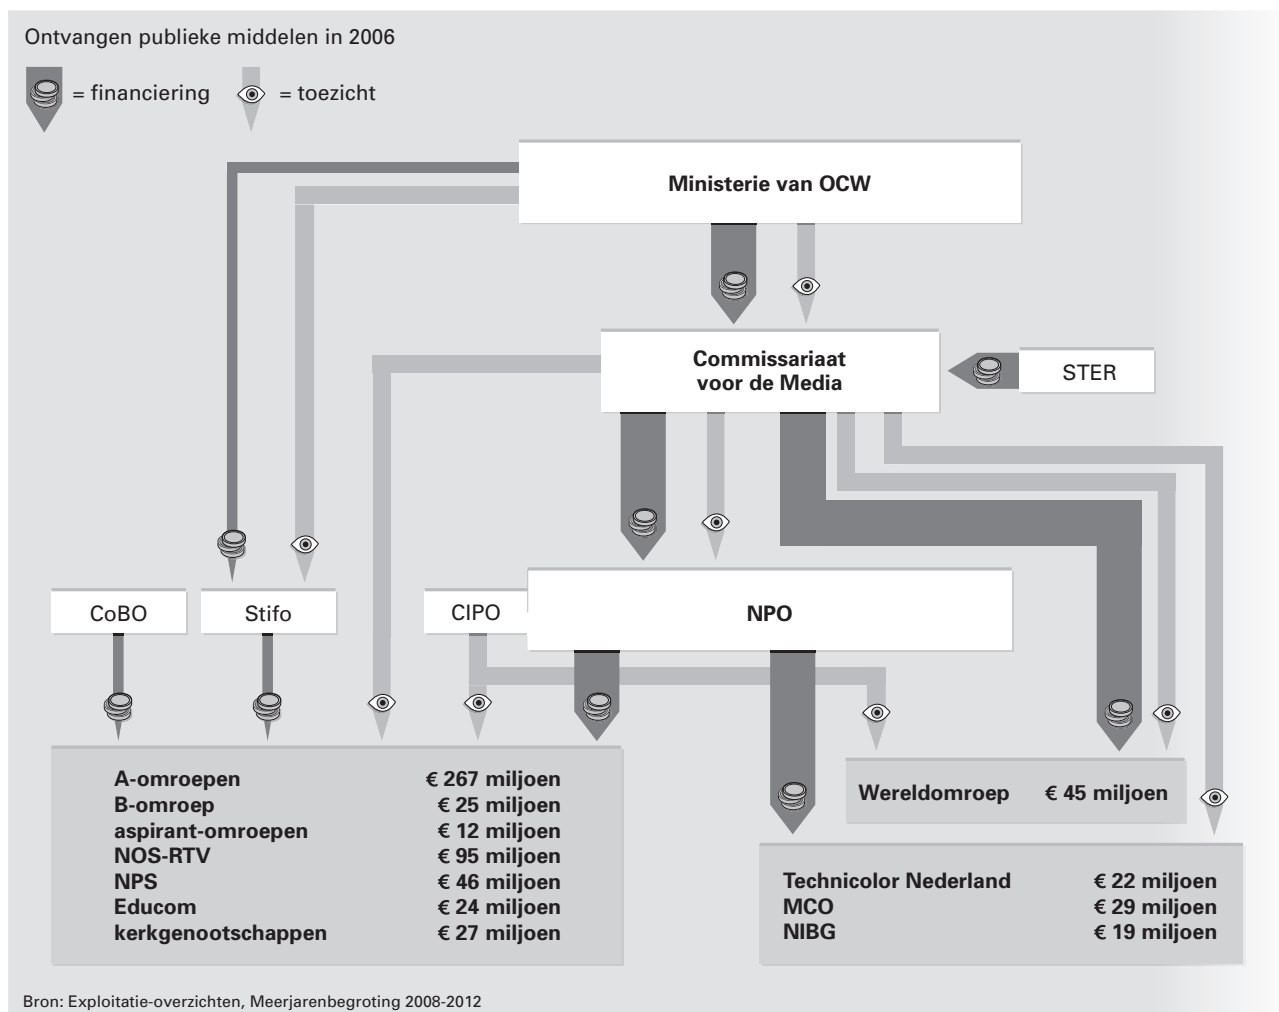 Ontvangen publieke middelen in 2006
= financiering
= toezicht
Ministerie van OCW
Commissariaat
voor de Media
STER
CoBO
Stifo
CIPO
NPO
A-omroepen € 267 miljoen
B-omroep € 25 miljoen
aspirant-omroepen € 12 miljoen
NOS-RTV € 95 miljoen
NPS € 46 miljoen
Educom € 24 miljoen
kerkgenootschappen € 27 miljoen
Wereldomroep € 45 miljoen
Technicolor Nederland € 22 miljoen
MCO € 29 miljoen
NIBG € 19 miljoen
Bron: Exploitatie-overzichten, Meerjarenbegroting 2008-2012